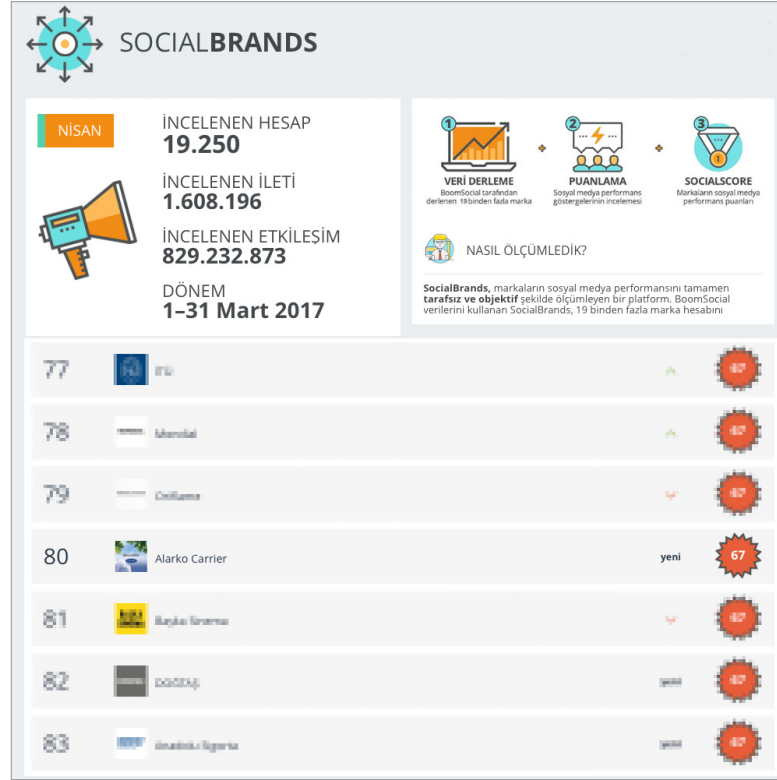 SOCIALBRANDS
NİSAN
İNCELENEN HESAP
19.250
İNCELENEN İLETİ
1.608.196
İNCELENEN ETKİLEŞİM
829.232.873
DÖNEM
1–31 Mart 2017
1
VERİ DERLEME
BoomSocial tarafından
derlenen 19 binden fazla marka
2
PUANLAMA
Sosyal medya performans
göstergelerinin incelemesi
3
1
SOCIALSCORE
Markaların sosyal medya
performans puanları
NASIL ÖLÇÜMLEDİK?
SocialBrands, markaların sosyal medya performansını tamamen
tarafsız ve objektif şekilde ölçümleyen bir platform. BoomSocial
verilerini kullanan SocialBrands, 19 binden fazla marka hesabını
77
78
79
80 Alarko Carrier yeni 67
81
82
83